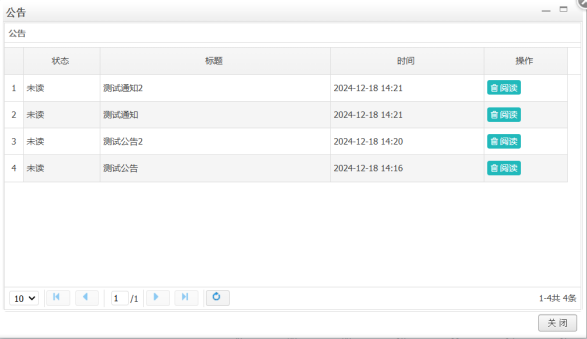 公告
公告
状态 标题 时间 操作
1 未读 测试通知2 2024-12-18 14:21 阅读
2 未读 测试通知 2024-12-18 14:21 阅读
3 未读 测试公告2 2024-12-18 14:20 阅读
4 未读 测试公告 2024-12-18 14:16 阅读
10 1 /1 1-4共 4条
关 闭